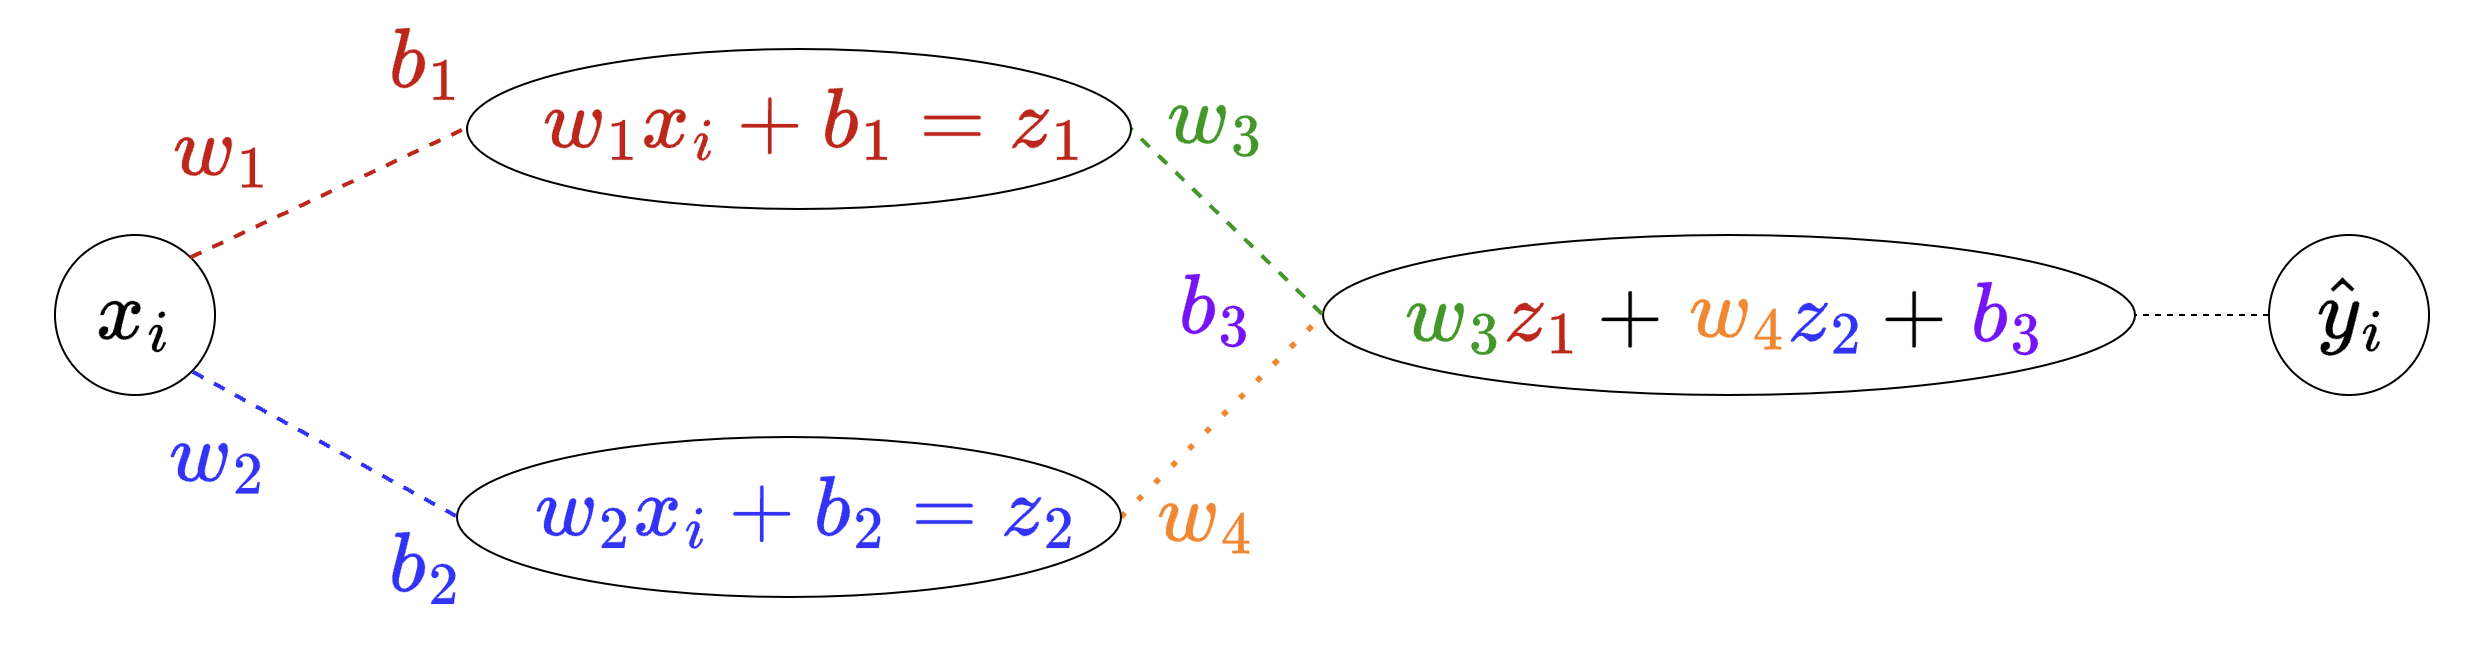 b₁
w₁x_i + b₁ = z₁
w₃
w₁
x_i
b₃
w₃z₁ + w₄z₂ + b₃
ŷ_i
w₂
w₂x_i + b₂ = z₂
w₄
b₂